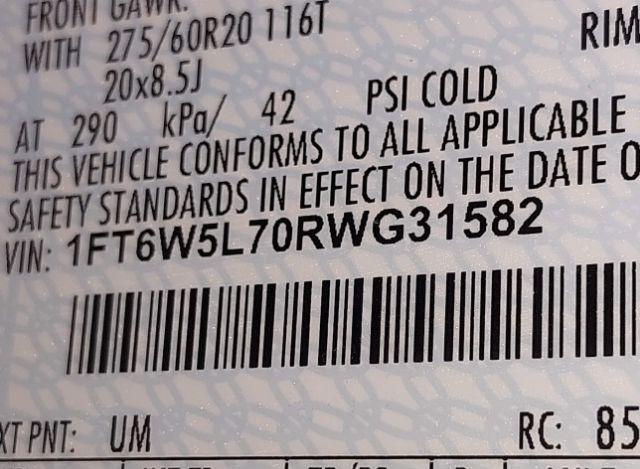 FRONT GAWR:
WITH 275/60R20 116T RIM
20x8.5J
AT 290 kPa/ 42 PSI COLD
THIS VEHICLE CONFORMS TO ALL APPLICABLE
SAFETY STANDARDS IN EFFECT ON THE DATE O
VIN: 1FT6W5L70RWG31582
XT PNT: UM RC: 85